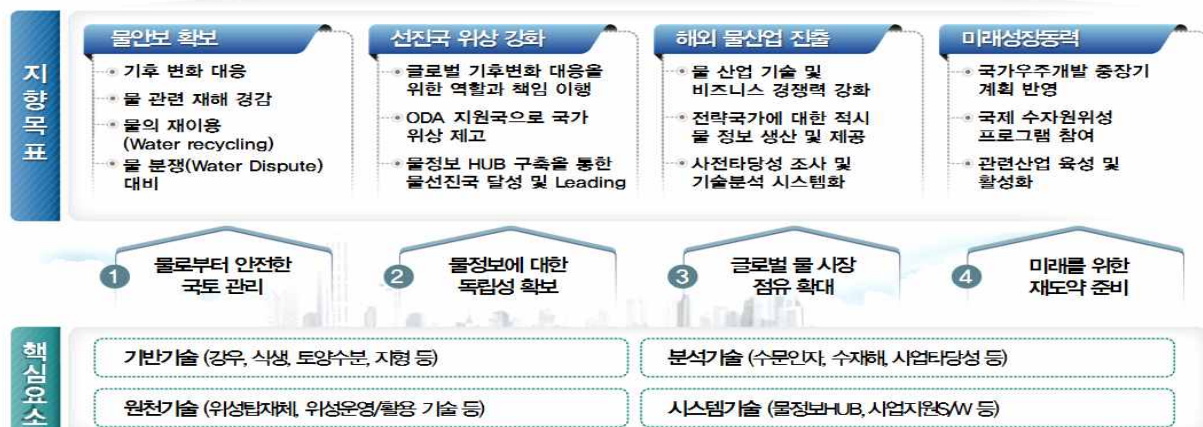 지향목표
물안보 확보
기후 변화 대응
물 관련 재해 경감
물의 재이용
(Water recycling)
물 분쟁(Water Dispute)
대비
선진국 위상 강화
글로벌 기후변화 대응을
위한 역할과 책임 이행
ODA 지원국으로 국가
위상 제고
물정보 HUB 구축을 통한
물선진국 달성 및 Leading
해외 물산업 진출
물 산업 기술 및
비즈니스 경쟁력 강화
전략국가에 대한 적시
물 정보 생산 및 제공
사전타당성 조사 및
기술분석 시스템화
미래성장동력
국가우주개발 중장기
계획 반영
국제 수자원위성
프로그램 참여
관련산업 육성 및
활성화
1 물로부터 안전한
국토 관리
2 물정보에 대한
독립성 확보
3 글로벌 물 시장
점유 확대
4 미래를 위한
재도약 준비
핵심요소
기반기술 (강우, 식생, 토양수분, 지형 등)
분석기술 (수문인자, 수재해, 사업타당성 등)
원천기술 (위성탑재체, 위성운영/활용 기술 등)
시스템기술 (물정보HUB, 사업지원S/W 등)